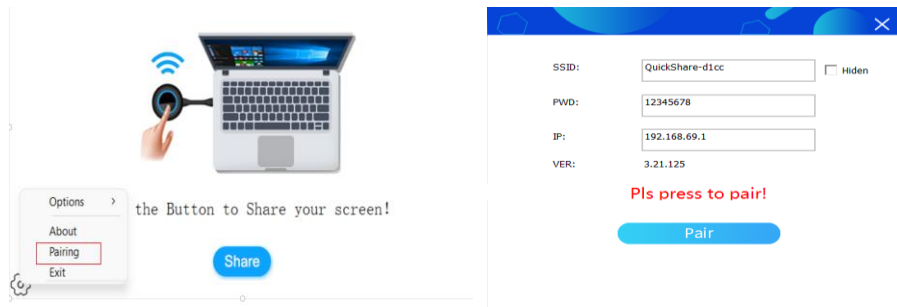 Options >
About
the Button to Share your screen!
Pairing
Exit
Share
SSID:
QuickShare-d1cc
Hiden
PWD:
12345678
IP:
192.168.69.1
VER:
3.21.125
Pls press to pair!
Pair